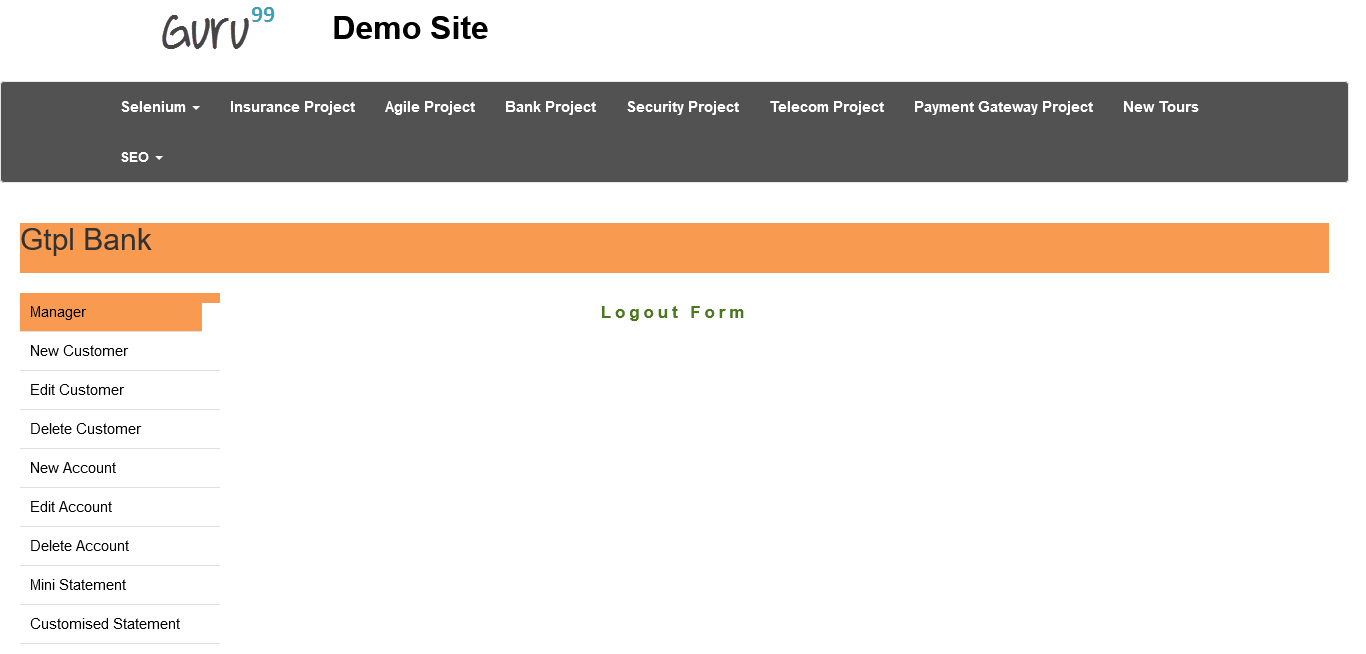 Guru99 Demo Site
Selenium Insurance Project Agile Project Bank Project Security Project Telecom Project Payment Gateway Project New Tours
SEO
Gtpl Bank
Manager
Logout Form
New Customer
Edit Customer
Delete Customer
New Account
Edit Account
Delete Account
Mini Statement
Customised Statement